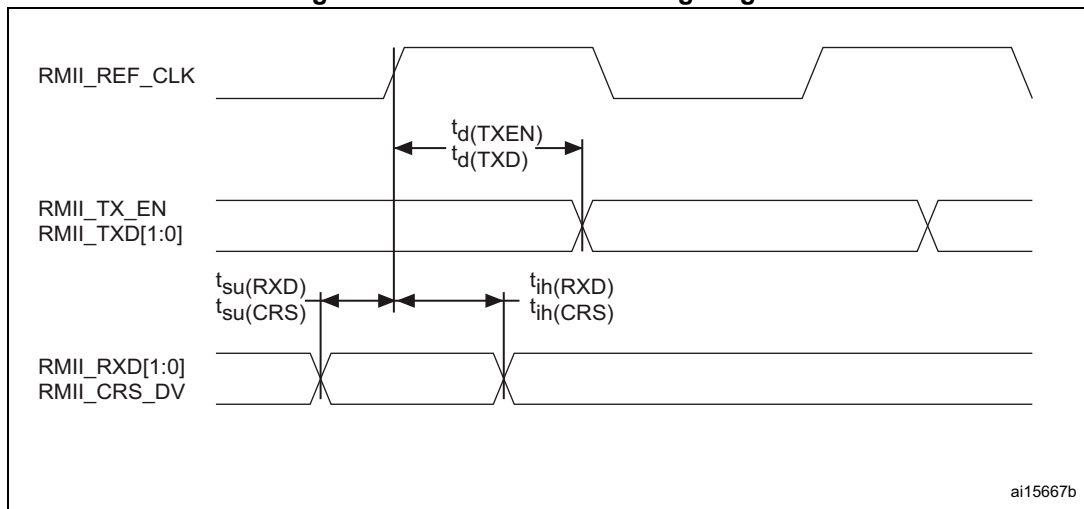 RMII_REF_CLK
td(TXEN)
td(TXD)
RMII_TX_EN
RMII_TXD[1:0]
tsu(RXD)
tsu(CRS)
tih(RXD)
tih(CRS)
RMII_RXD[1:0]
RMII_CRS_DV
ai15667b